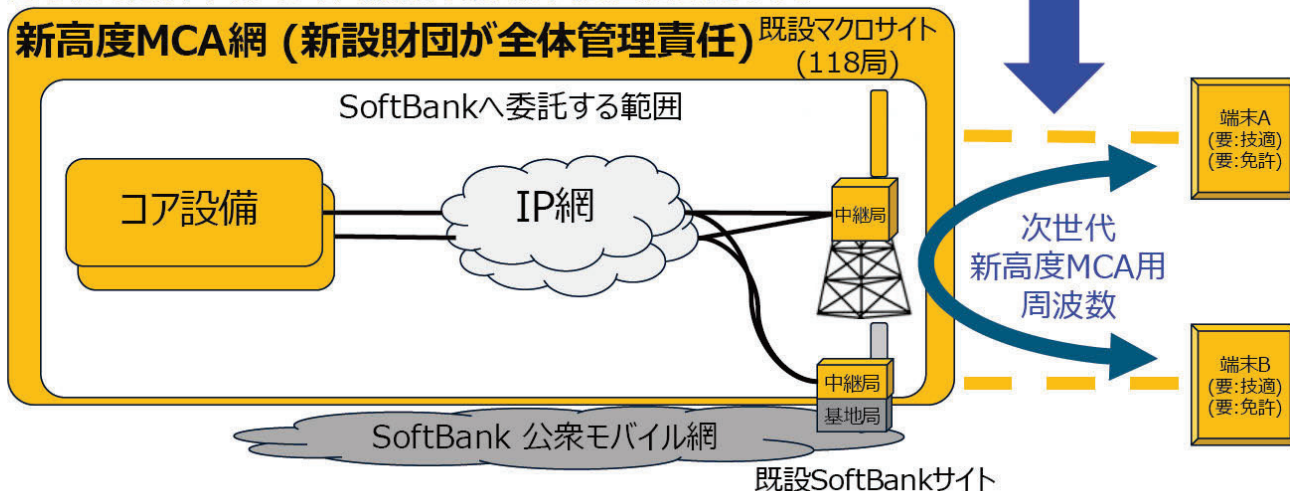 新高度MCA網 (新設財団が全体管理責任)
既設マクロサイト
(118局)
SoftBankへ委託する範囲
コア設備
IP網
中継局
中継局
基地局
SoftBank 公衆モバイル網
既設SoftBankサイト
次世代
新高度MCA用
周波数
端末A
(要:技適)
(要:免許)
端末B
(要:技適)
(要:免許)